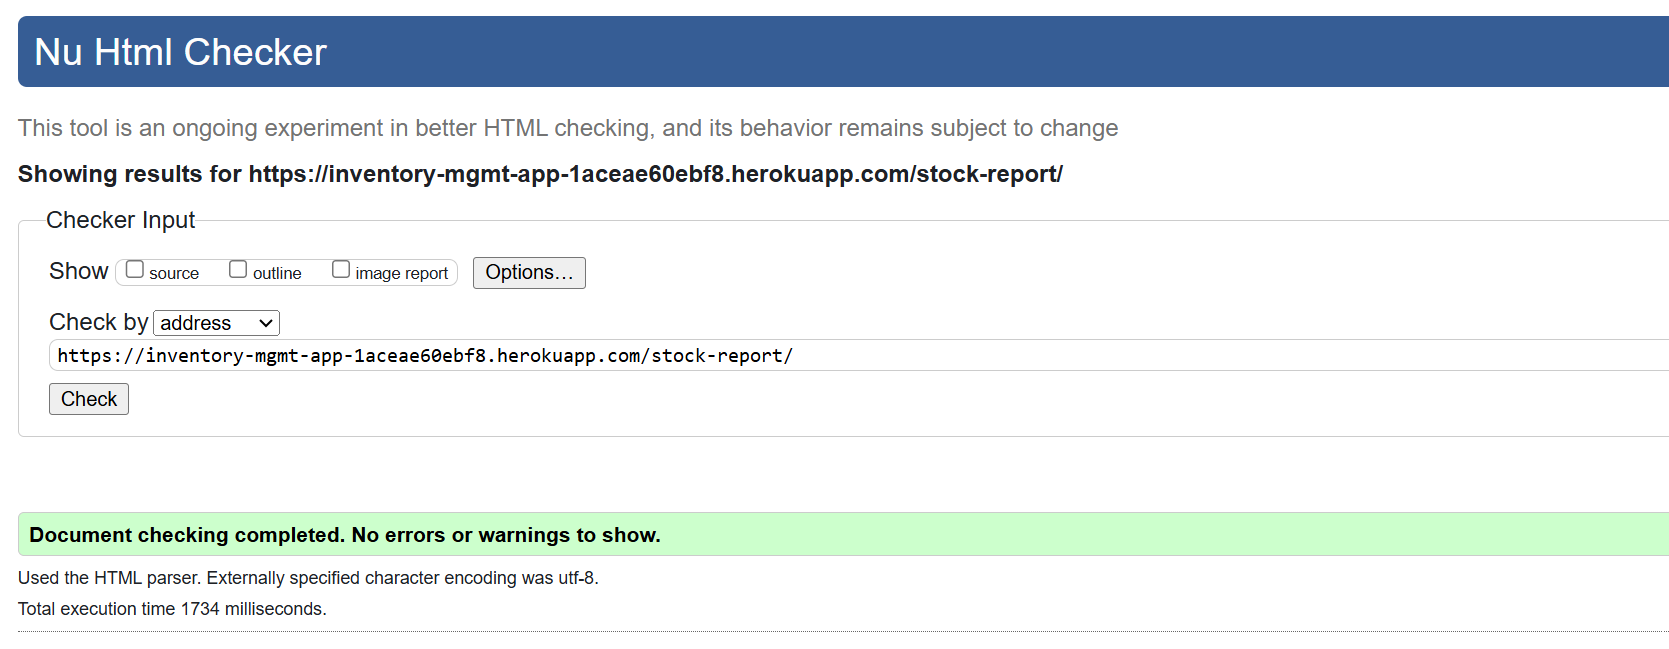 Nu Html Checker
This tool is an ongoing experiment in better HTML checking, and its behavior remains subject to change
Showing results for https://inventory-mgmt-app-1aceae60ebf8.herokuapp.com/stock-report/
Checker Input
Show source outline image report Options...
Check by address
https://inventory-mgmt-app-1aceae60ebf8.herokuapp.com/stock-report/
Check
Document checking completed. No errors or warnings to show.
Used the HTML parser. Externally specified character encoding was utf-8.
Total execution time 1734 milliseconds.